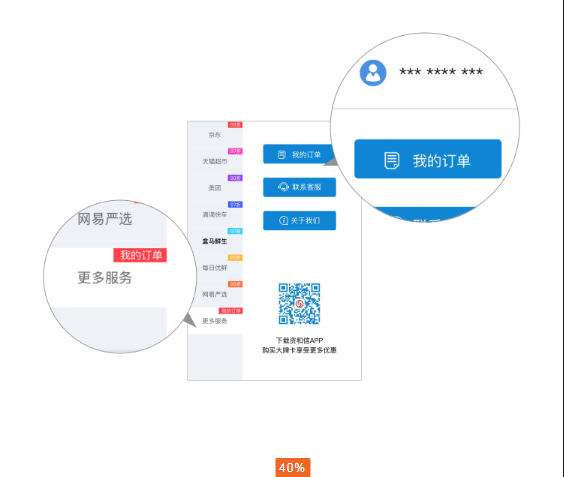 *** **** ***
我的订单
京东
天猫超市
美团
滴滴快车
盒马鲜生
每日优鲜
网易严选
我的订单
更多服务
我的订单
联系客服
关于我们
下载资和信APP
购买大牌卡享受更多优惠
网易严选
我的订单
更多服务
40%